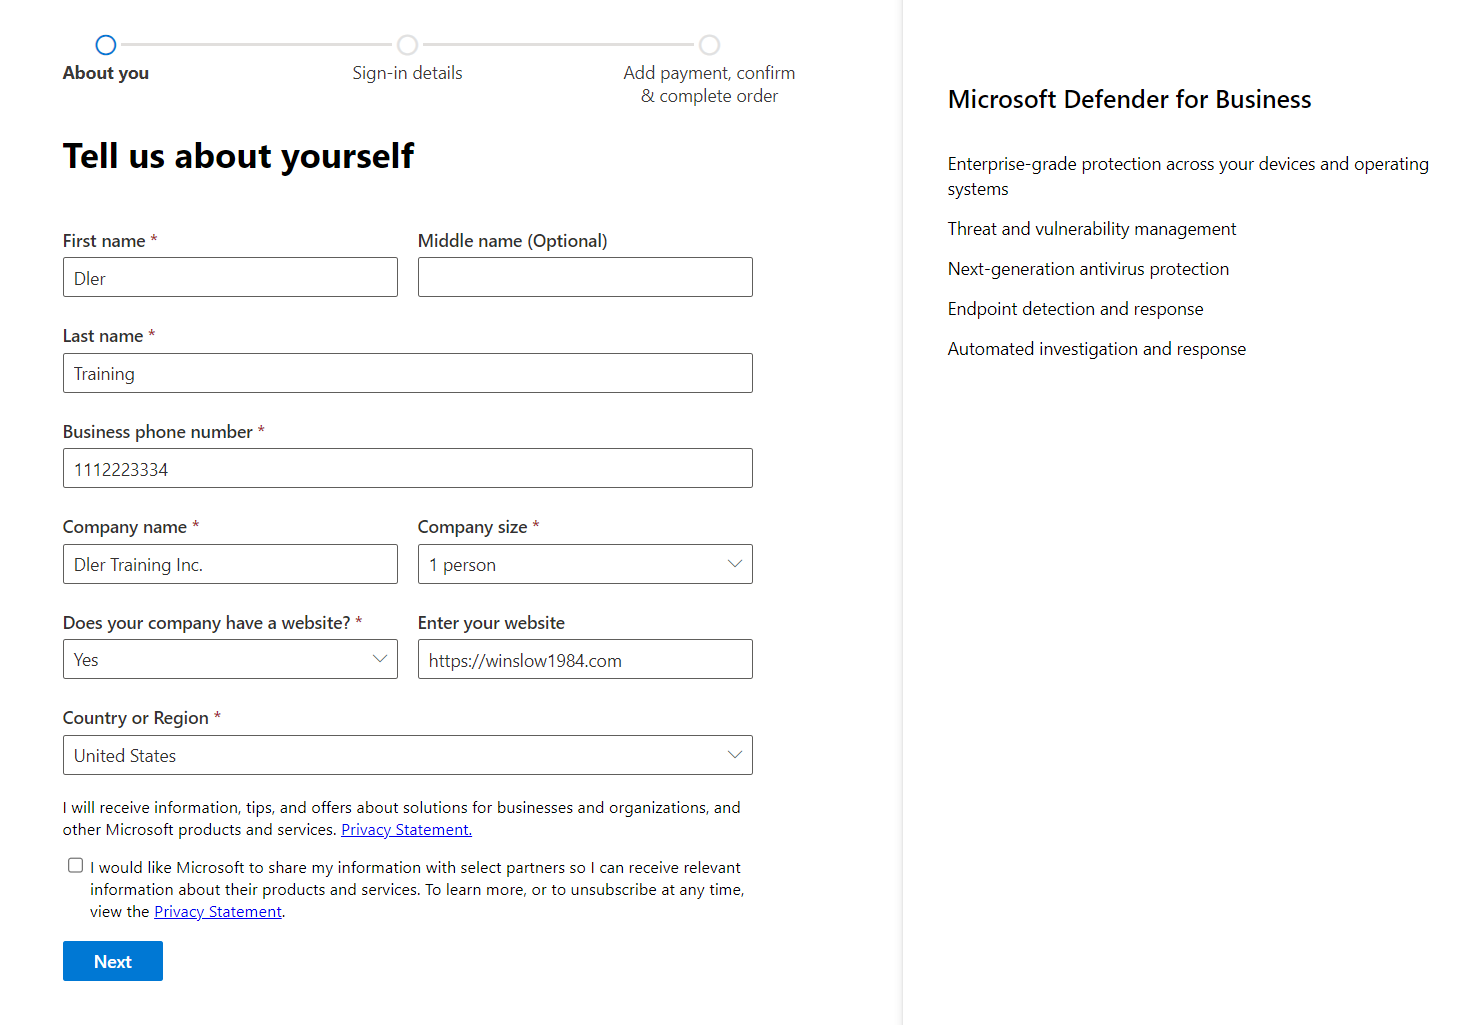 About you
Sign-in details
Add payment, confirm
& complete order
Tell us about yourself
First name *
Middle name (Optional)
Dler
Last name *
Training
Business phone number *
1112223334
Company name *
Company size *
Dler Training Inc.
1 person
Does your company have a website? *
Enter your website
Yes
https://winslow1984.com
Country or Region *
United States
I will receive information, tips, and offers about solutions for businesses and organizations, and
other Microsoft products and services. Privacy Statement.
I would like Microsoft to share my information with select partners so I can receive relevant
information about their products and services. To learn more, or to unsubscribe at any time,
view the Privacy Statement.
Next
Microsoft Defender for Business
Enterprise-grade protection across your devices and operating
systems
Threat and vulnerability management
Next-generation antivirus protection
Endpoint detection and response
Automated investigation and response